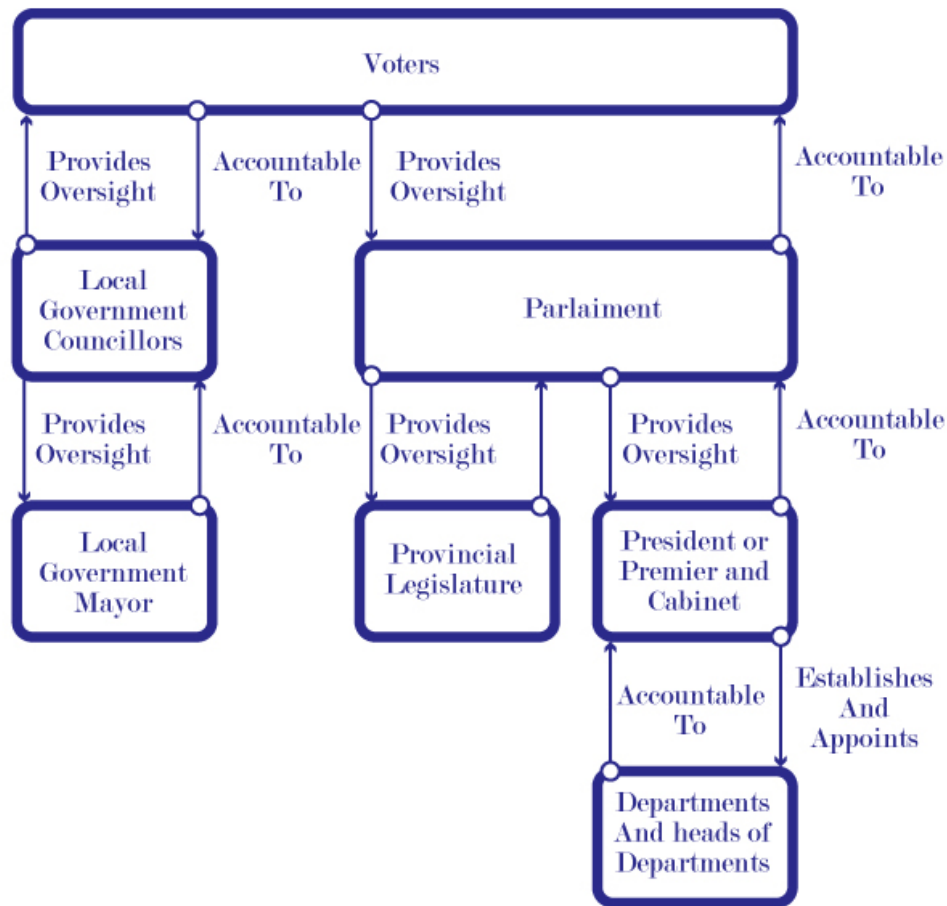 Voters
Provides
Oversight
Accountable
To
Provides
Oversight
Accountable
To
Local
Government
Councillors
Parlaiment
Provides
Oversight
Accountable
To
Provides
Oversight
Provides
Oversight
Accountable
To
Local
Government
Mayor
Provincial
Legislature
President or
Premier and
Cabinet
Accountable
To
Establishes
And
Appoints
Departments
And heads of
Departments